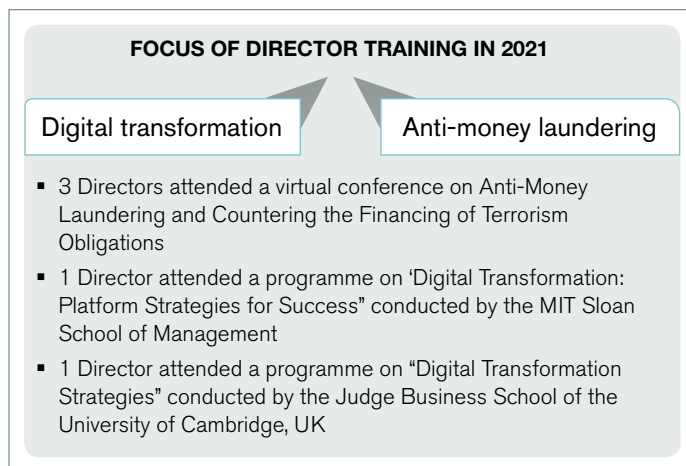 FOCUS OF DIRECTOR TRAINING IN 2021
Digital transformation
Anti-money laundering
▪ 3 Directors attended a virtual conference on Anti-Money
Laundering and Countering the Financing of Terrorism
Obligations
▪ 1 Director attended a programme on ‘Digital Transformation:
Platform Strategies for Success” conducted by the MIT Sloan
School of Management
▪ 1 Director attended a programme on “Digital Transformation
Strategies” conducted by the Judge Business School of the
University of Cambridge, UK